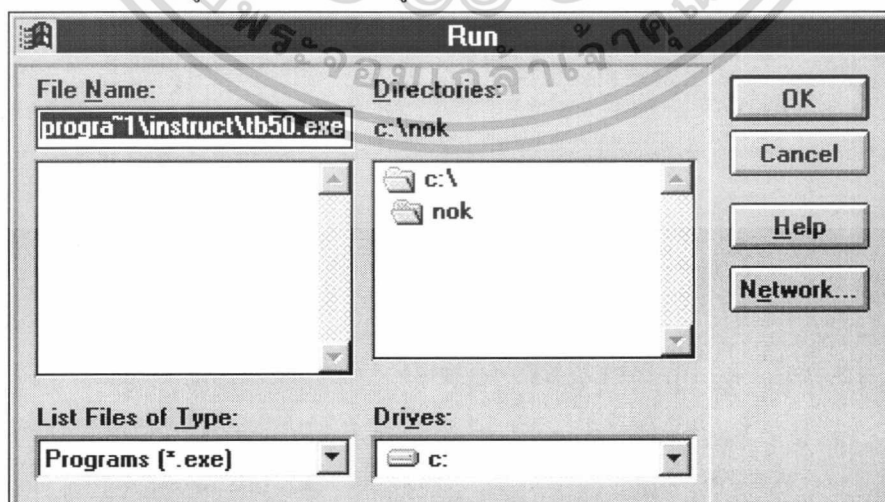 Run
File Name:
progra~1\instruct\tb50.exe
Directories:
c:\nok
c:\
nok
OK
Cancel
Help
Network...
List Files of Type:
Programs (*.exe)
Drives:
c: